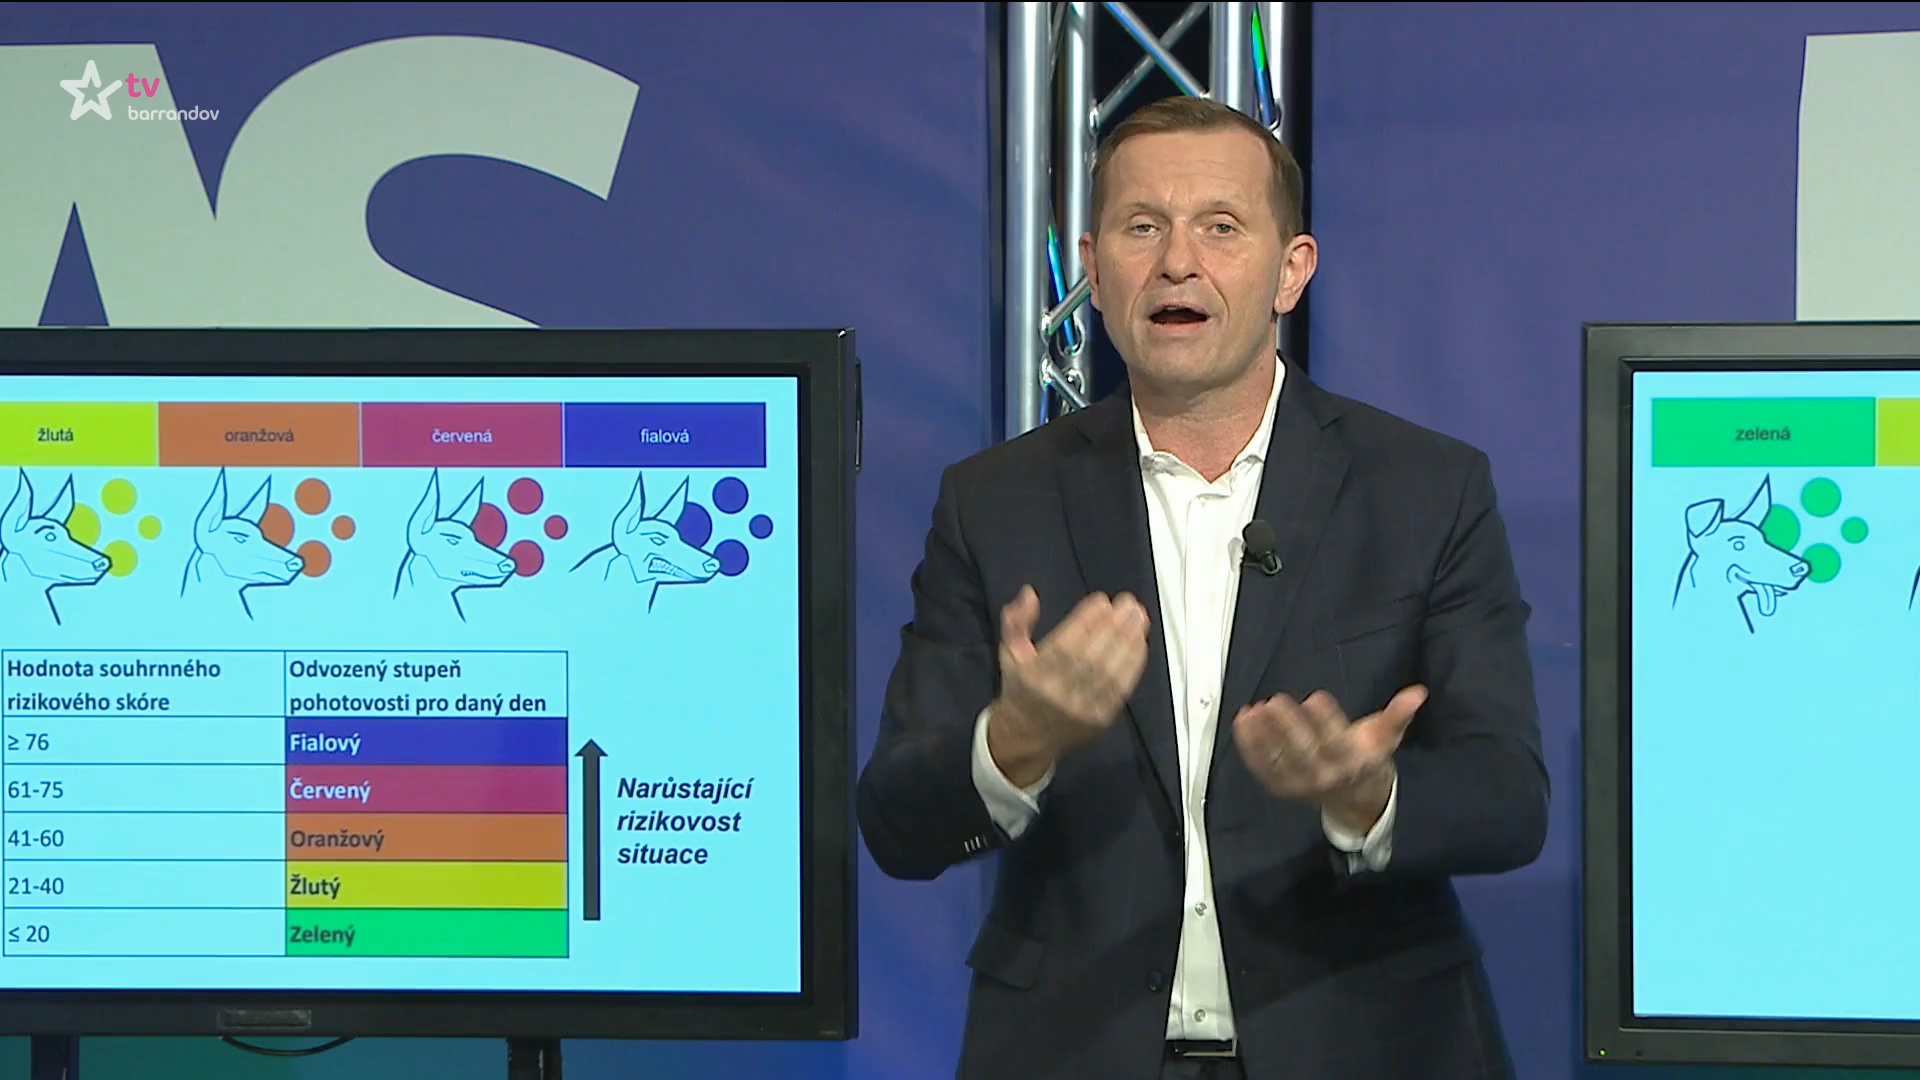 tv
barrandov
AS
žlutá
oranžová
červená
fialová
Hodnota souhrnného
rizikového skóre
Odvozený stupeň
pohotovosti pro daný den
≥ 76
Fialový
61-75
Červený
41-60
Oranžový
21-40
Žlutý
≤ 20
Zelený
Narůstající
rizikovost
situace
zelená